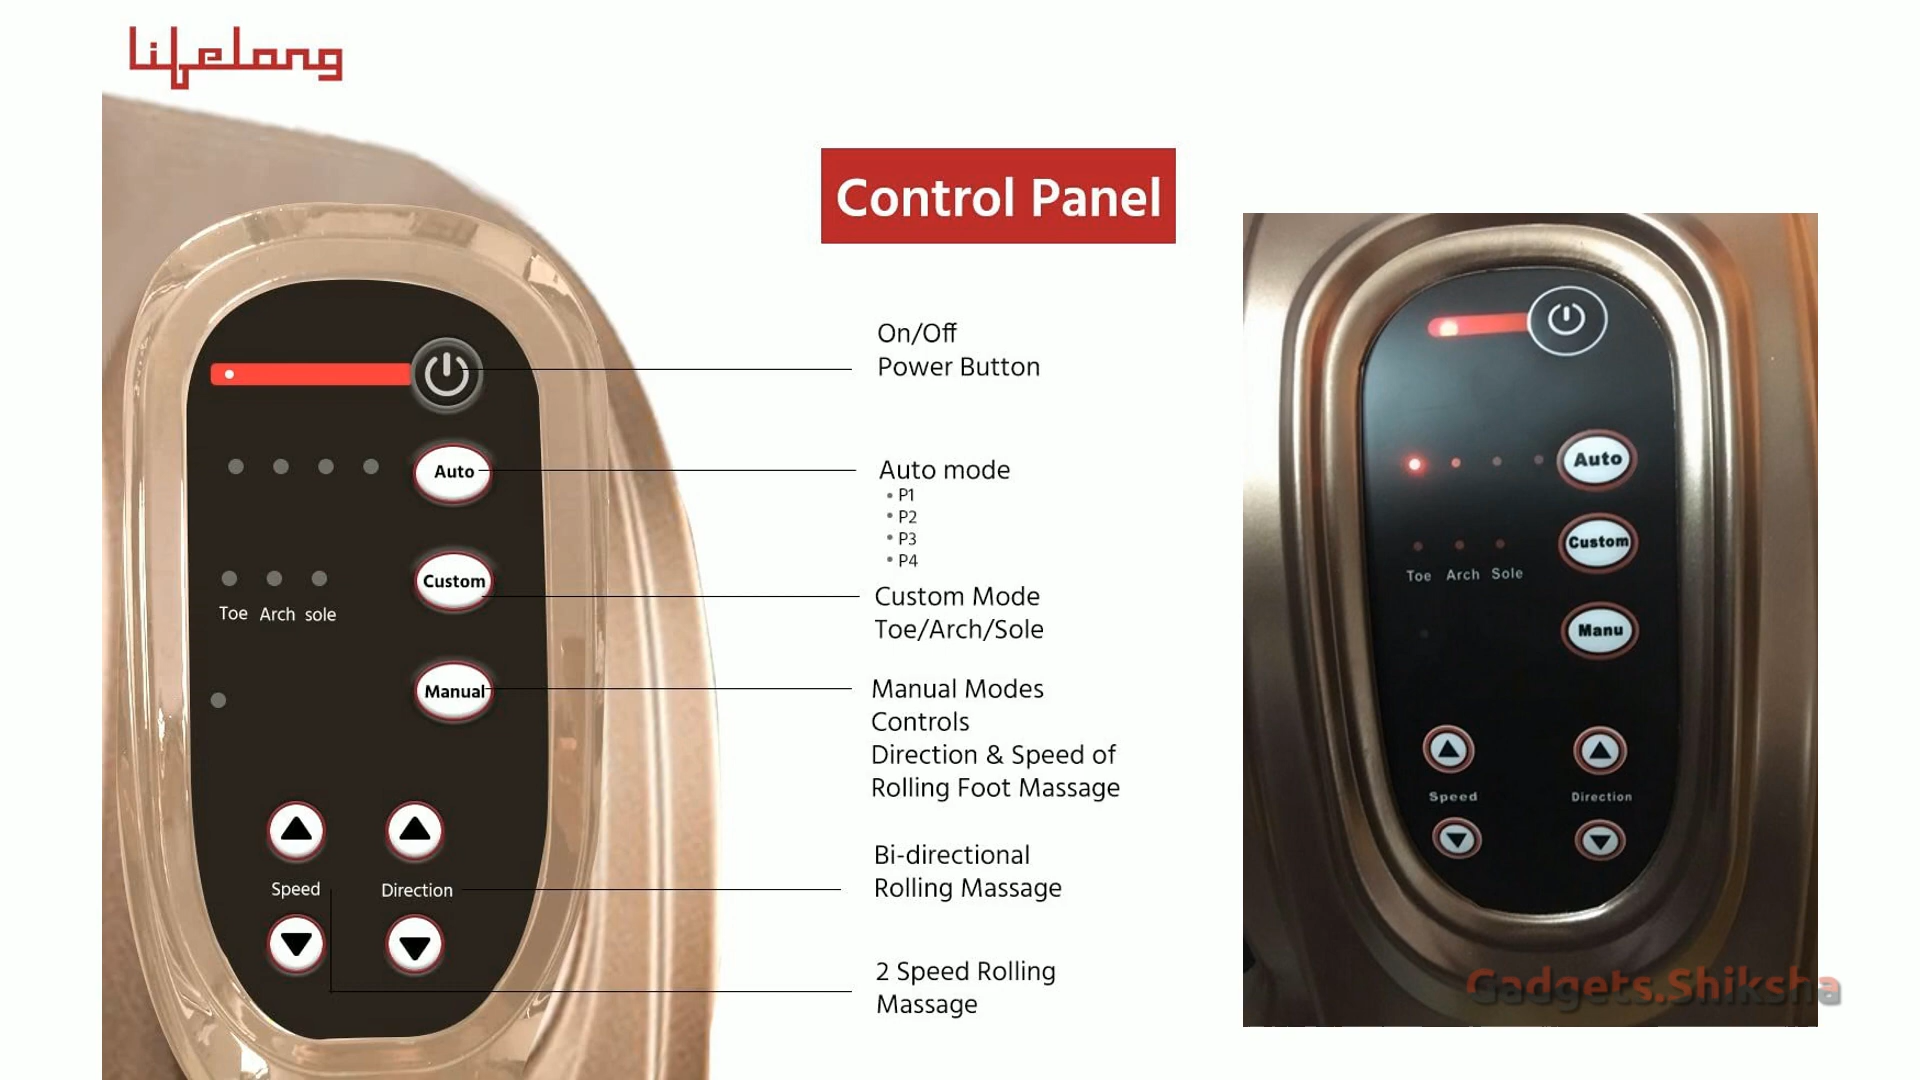 Lifelong
Control Panel
On/Off
Power Button
Auto
Auto mode
• P1
• P2
• P3
• P4
Custom
Toe Arch sole
Custom Mode
Toe/Arch/Sole
Manual
Manual Modes
Controls
Direction & Speed of
Rolling Foot Massage
Speed
Direction
Bi-directional
Rolling Massage
2 Speed Rolling
Massage
Auto
Custom
Toe Arch Sole
Manu
Speed
Direction
Gadgets.Shiksha